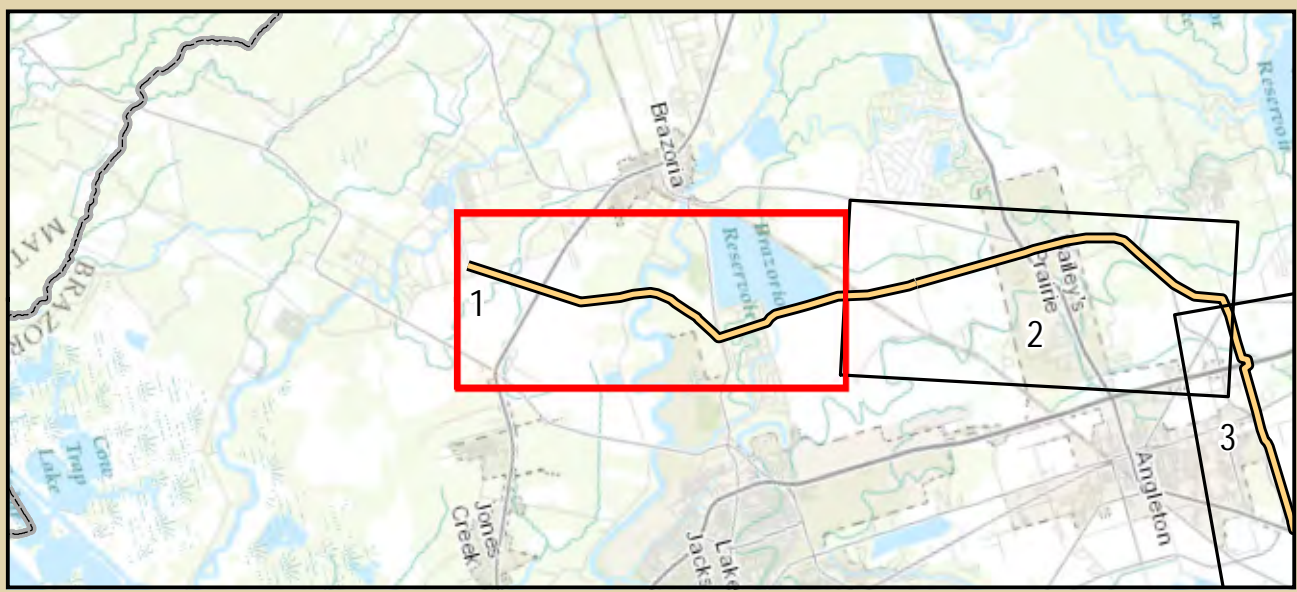 Brazoria
Reservoir
MAT
BRAZOR
Brazoria
Reservoir
1
Bailey's
Prairie
2
3
Cow
Trap
Lake
Jones
Creek
Lake
Jacks
Angleton